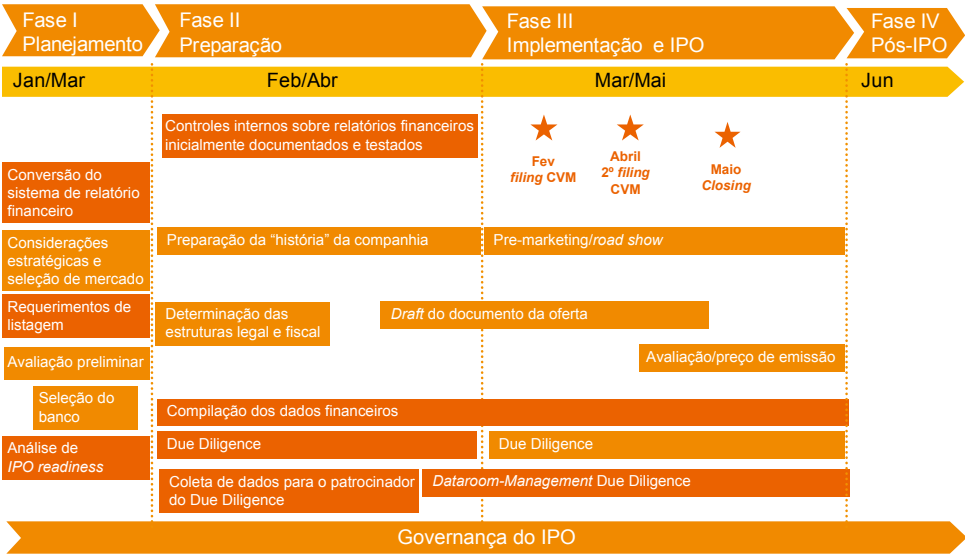 Fase I
Planejamento
Fase II
Preparação
Fase III
Implementação e IPO
Fase IV
Pós-IPO
Jan/Mar
Feb/Abr
Mar/Mai
Jun
Controles internos sobre relatórios financeiros
inicialmente documentados e testados
Fev
filing CVM
Abril
2º filing
CVM
Maio
Closing
Conversão do
sistema de relatório
financeiro
Considerações
estratégicas e
seleção de mercado
Preparação da “história” da companhia
Pre-marketing/road show
Requerimentos de
listagem
Determinação das
estruturas legal e fiscal
Draft do documento da oferta
Avaliação preliminar
Avaliação/preço de emissão
Seleção do
banco
Compilação dos dados financeiros
Análise de
IPO readiness
Due Diligence
Due Diligence
Coleta de dados para o patrocinador
do Due Diligence
Dataroom-Management Due Diligence
Governança do IPO